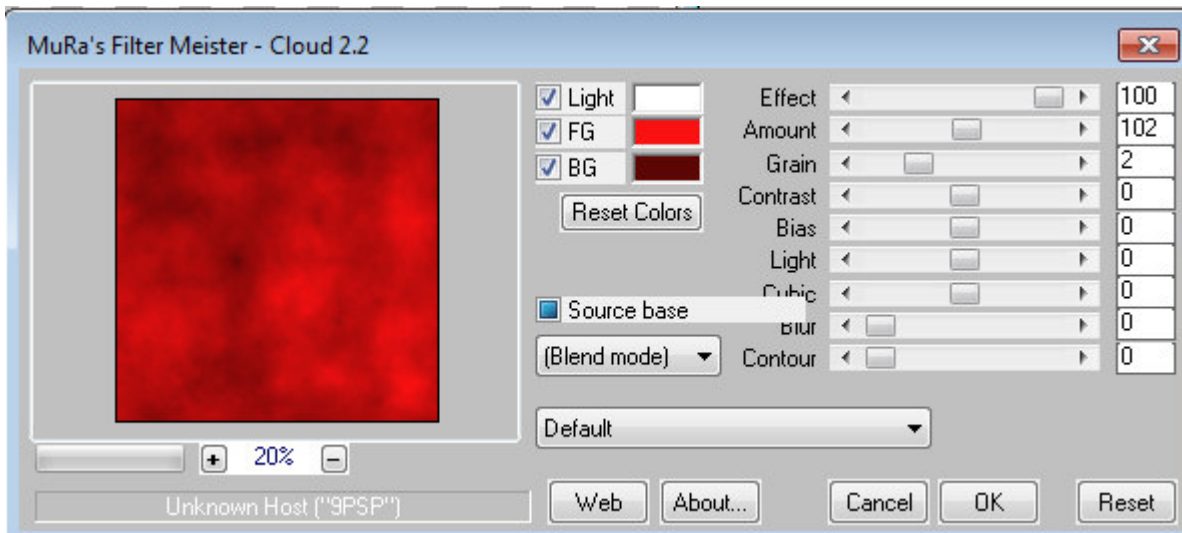 MuRa's Filter Meister - Cloud 2.2
Light
FG
BG
Reset Colors
Source base
(Blend mode)
Effect 100
Amount 102
Grain 2
Contrast 0
Bias 0
Light 0
Cubic 0
Blur 0
Contour 0
Default
+ 20% -
Unknown Host ("9PSP")
Web About... Cancel OK Reset